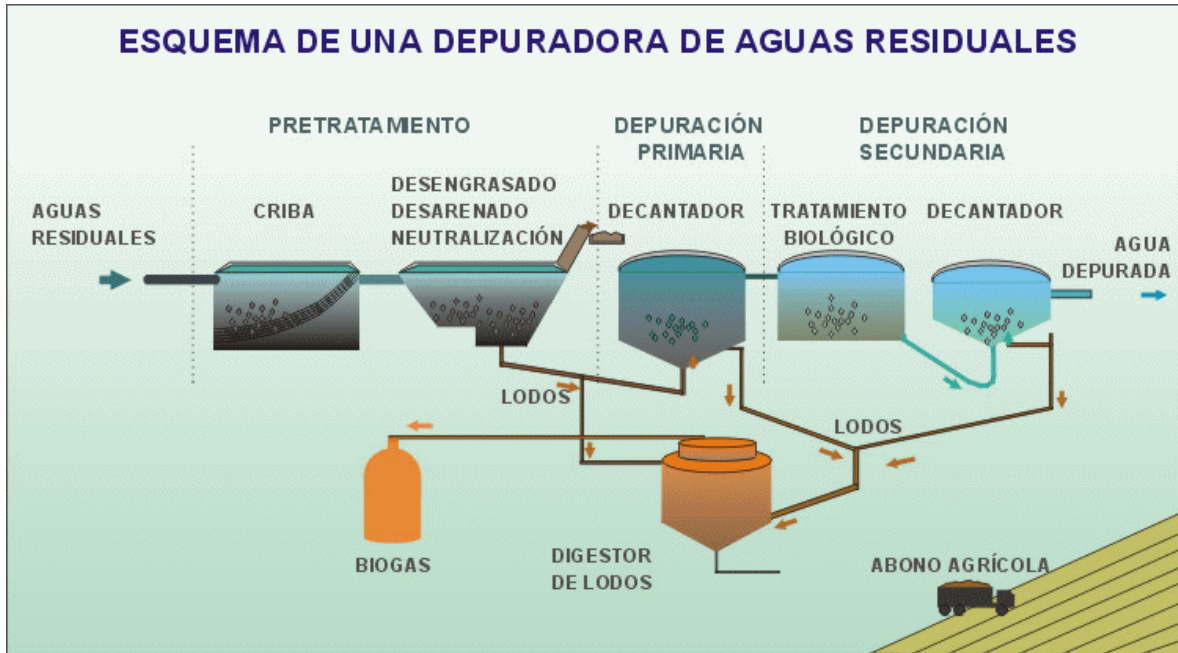 ESQUEMA DE UNA DEPURADORA DE AGUAS RESIDUALES
PRETRATAMIENTO
DEPURACIÓN
PRIMARIA
DEPURACIÓN
SECUNDARIA
AGUAS
RESIDUALES
CRIBA
DESENGRASADO
DESARENADO
NEUTRALIZACIÓN
DECANTADOR
TRATAMIENTO
BIOLÓGICO
DECANTADOR
AGUA
DEPURADA
LODOS
LODOS
BIOGAS
DIGESTOR
DE LODOS
ABONO AGRÍCOLA